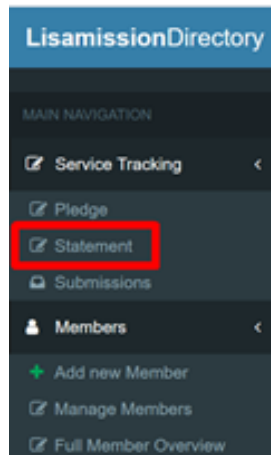 LisamissionDirectory
MAIN NAVIGATION
Service Tracking
Pledge
Statement
Submissions
Members
Add new Member
Manage Members
Full Member Overview